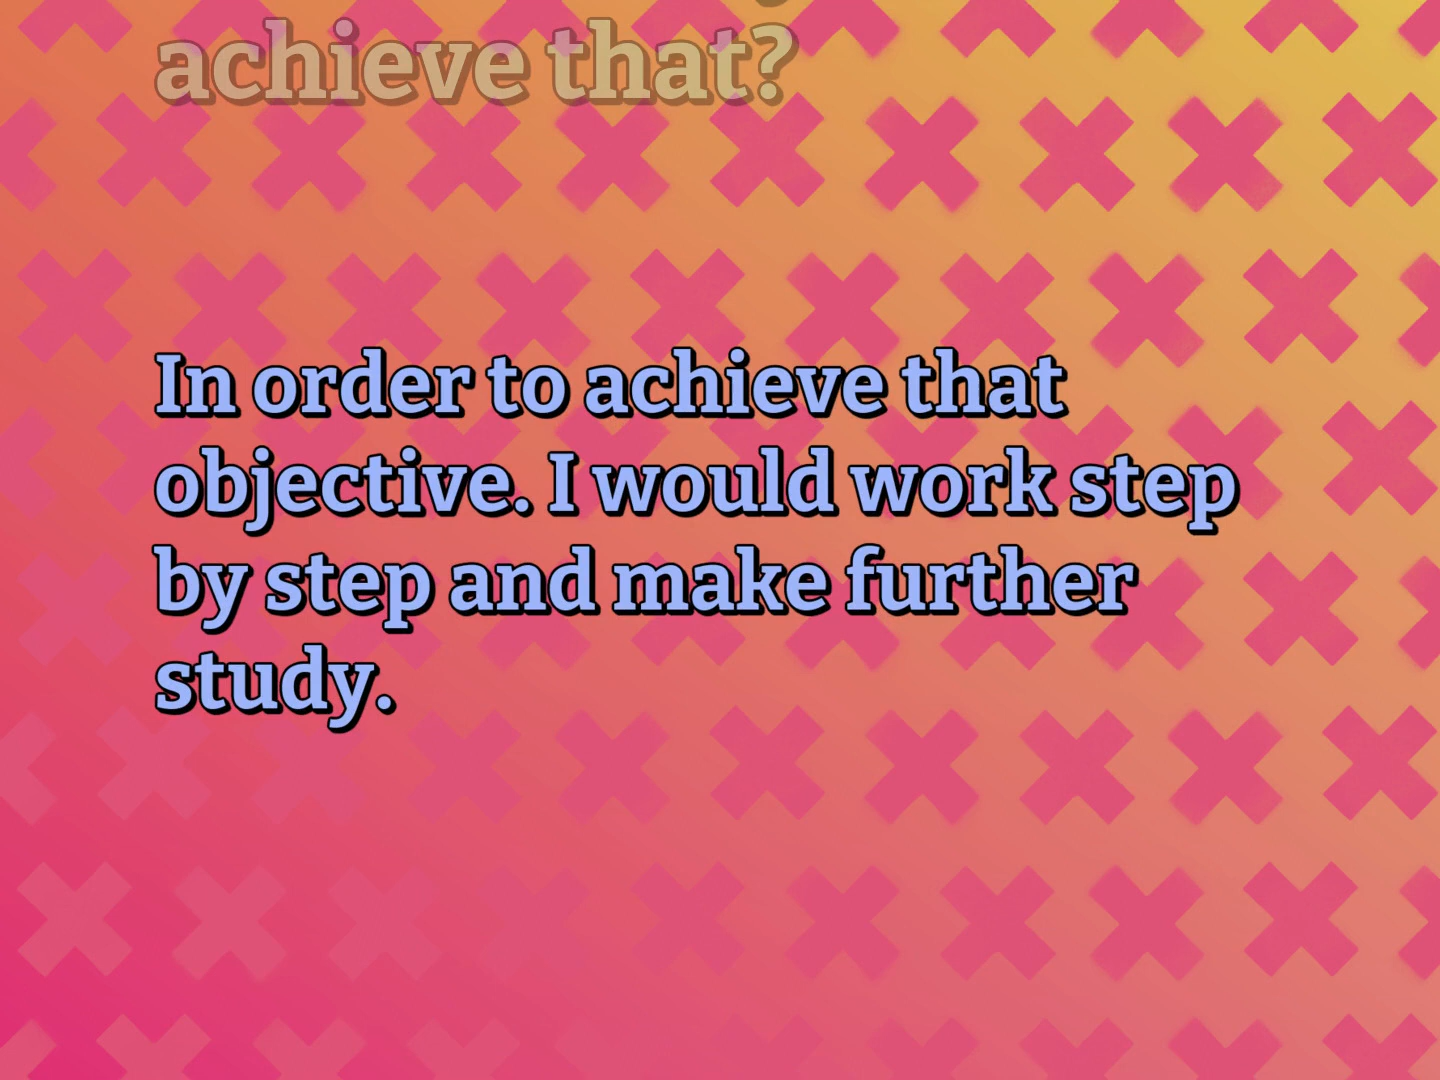 achieve that?
In order to achieve that
objective. I would work step
by step and make further
study.